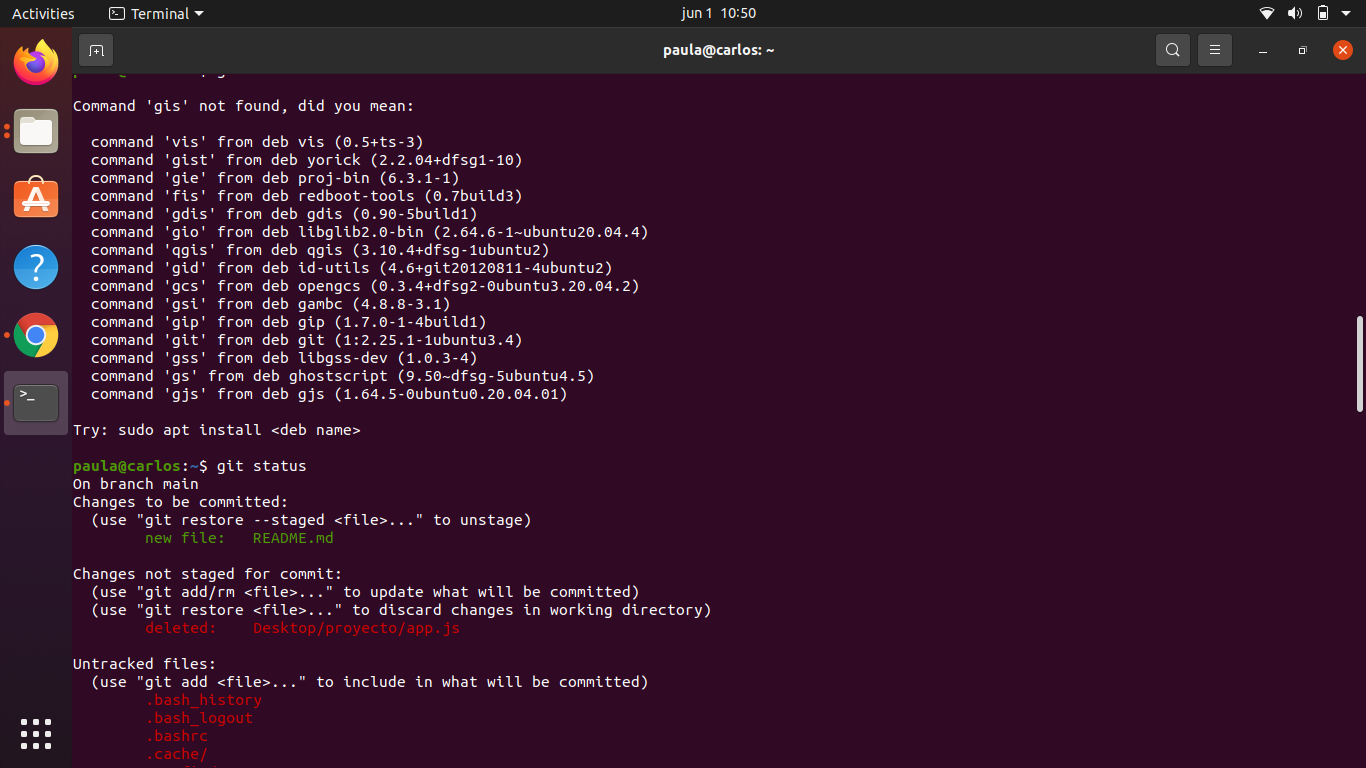 Activities
Terminal
jun 1 10:50
paula@carlos: ~
Command 'gis' not found, did you mean:
command 'vis' from deb vis (0.5+ts-3)
command 'gist' from deb yorick (2.2.04+dfsg1-10)
command 'gie' from deb proj-bin (6.3.1-1)
command 'fis' from deb redboot-tools (0.7build3)
command 'gdis' from deb gdis (0.90-5build1)
command 'gio' from deb libglib2.0-bin (2.64.6-1~ubuntu20.04.4)
command 'qgis' from deb qgis (3.10.4+dfsg-1ubuntu2)
command 'gid' from deb id-utils (4.6+git20120811-4ubuntu2)
command 'gcs' from deb opengcs (0.3.4+dfsg2-0ubuntu3.20.04.2)
command 'gsi' from deb gambc (4.8.8-3.1)
command 'gip' from deb gip (1.7.0-1-4build1)
command 'git' from deb git (1:2.25.1-1ubuntu3.4)
command 'gss' from deb libgss-dev (1.0.3-4)
command 'gs' from deb ghostscript (9.50~dfsg-5ubuntu4.5)
command 'gjs' from deb gjs (1.64.5-0ubuntu0.20.04.01)
Try: sudo apt install <deb name>
paula@carlos:~$ git status
On branch main
Changes to be committed:
(use "git restore --staged <file>..." to unstage)
new file:   README.md
Changes not staged for commit:
(use "git add/rm <file>..." to update what will be committed)
(use "git restore <file>..." to discard changes in working directory)
deleted:    Desktop/proyecto/app.js
Untracked files:
(use "git add <file>..." to include in what will be committed)
.bash_history
.bash_logout
.bashrc
.cache/